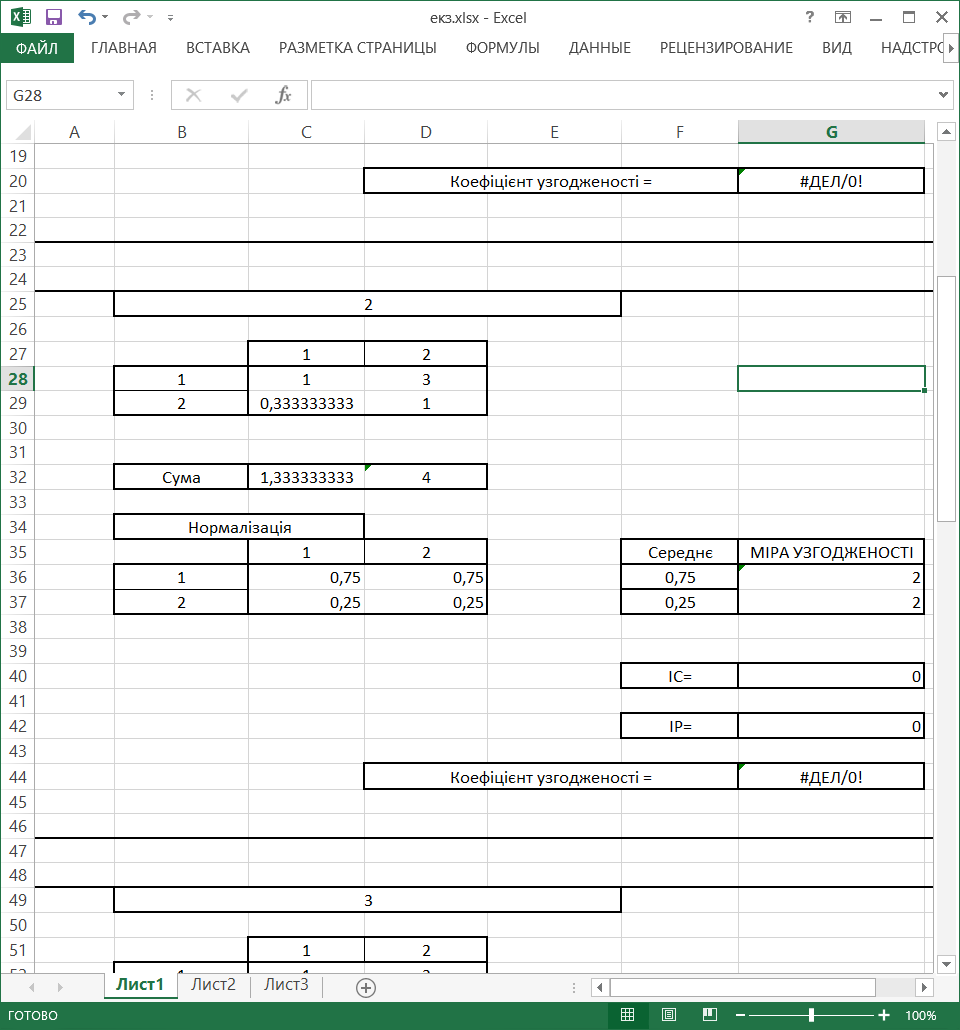 екз.xlsx - Excel
ФАЙЛ ГЛАВНАЯ ВСТАВКА РАЗМЕТКА СТРАНИЦЫ ФОРМУЛЫ ДАННЫЕ РЕЦЕНЗИРОВАНИЕ ВИД НАДСТРО
G28 fx
A B C D E F G
19
20 Коефіцієнт узгодженості = #ДЕЛ/0!
21
22
23
24
25 2
26
27 1 2
28 1 1 3
29 2 0,333333333 1
30
31
32 Сума 1,333333333 4
33
34 Нормалізація
35 1 2 Середнє МІРА УЗГОДЖЕНОСТІ
36 1 0,75 0,75 0,75 2
37 2 0,25 0,25 0,25 2
38
39
40 ІС= 0
41
42 ІР= 0
43
44 Коефіцієнт узгодженості = #ДЕЛ/0!
45
46
47
48
49 3
50
51 1 2
Лист1 Лист2 Лист3
ГОТОВО 100%